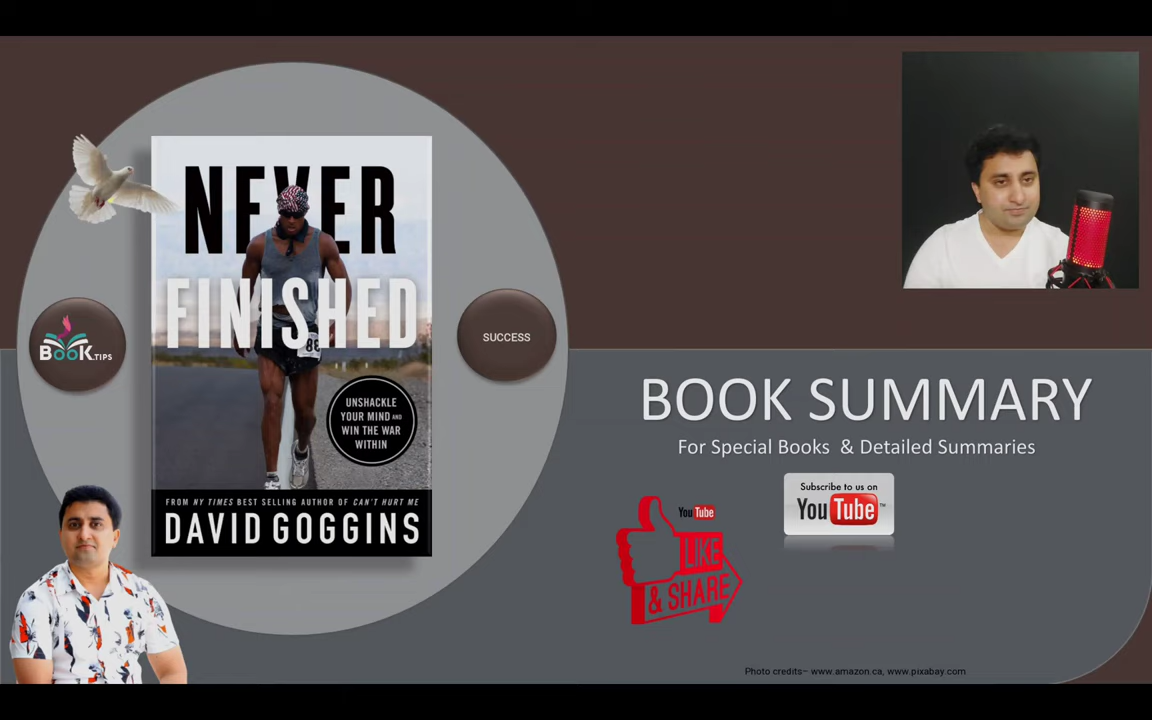 NEVER
FINISHED
88
UNSHACKLE
YOUR MIND AND
WIN THE WAR
WITHIN
FROM NY TIMES BEST SELLING AUTHOR OF CAN'T HURT ME
DAVID GOGGINS
BOOK.TIPS
SUCCESS
BOOK SUMMARY
For Special Books & Detailed Summaries
Subscribe to us on
YouTube™
YouTube
LIKE
& SHARE
Photo credits– www.amazon.ca, www.pixabay.com